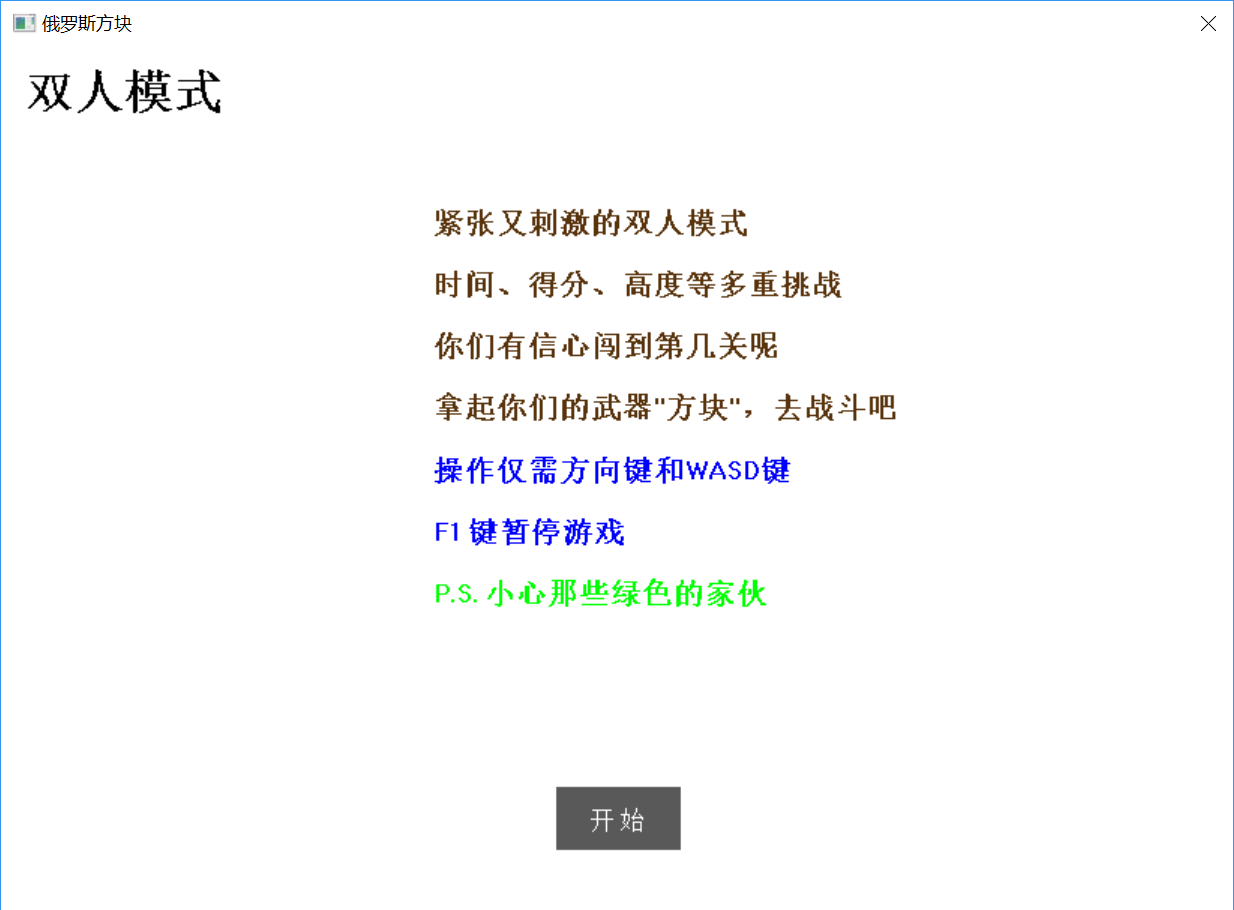 俄罗斯方块
双人模式
紧张又刺激的双人模式
时间、得分、高度等多重挑战
你们有信心闯到第几关呢
拿起你们的武器"方块"，去战斗吧
操作仅需方向键和WASD键
F1 键暂停游戏
P.S. 小心那些绿色的家伙
开始